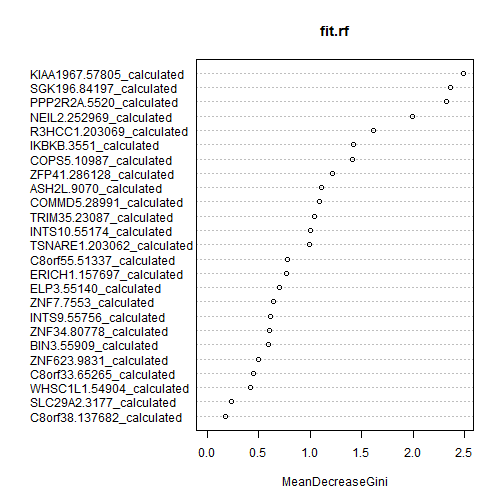 fit.rf
KIAA1967.57805_calculated
SGK196.84197_calculated
PPP2R2A.5520_calculated
NEIL2.252969_calculated
R3HCC1.203069_calculated
IKBKB.3551_calculated
COPS5.10987_calculated
ZFP41.286128_calculated
ASH2L.9070_calculated
COMMD5.28991_calculated
TRIM35.23087_calculated
INTS10.55174_calculated
TSNARE1.203062_calculated
C8orf55.51337_calculated
ERICH1.157697_calculated
ELP3.55140_calculated
ZNF7.7553_calculated
INTS9.55756_calculated
ZNF34.80778_calculated
BIN3.55909_calculated
ZNF623.9831_calculated
C8orf33.65265_calculated
WHSC1L1.54904_calculated
SLC29A2.3177_calculated
C8orf38.137682_calculated
0.0 0.5 1.0 1.5 2.0 2.5
MeanDecreaseGini